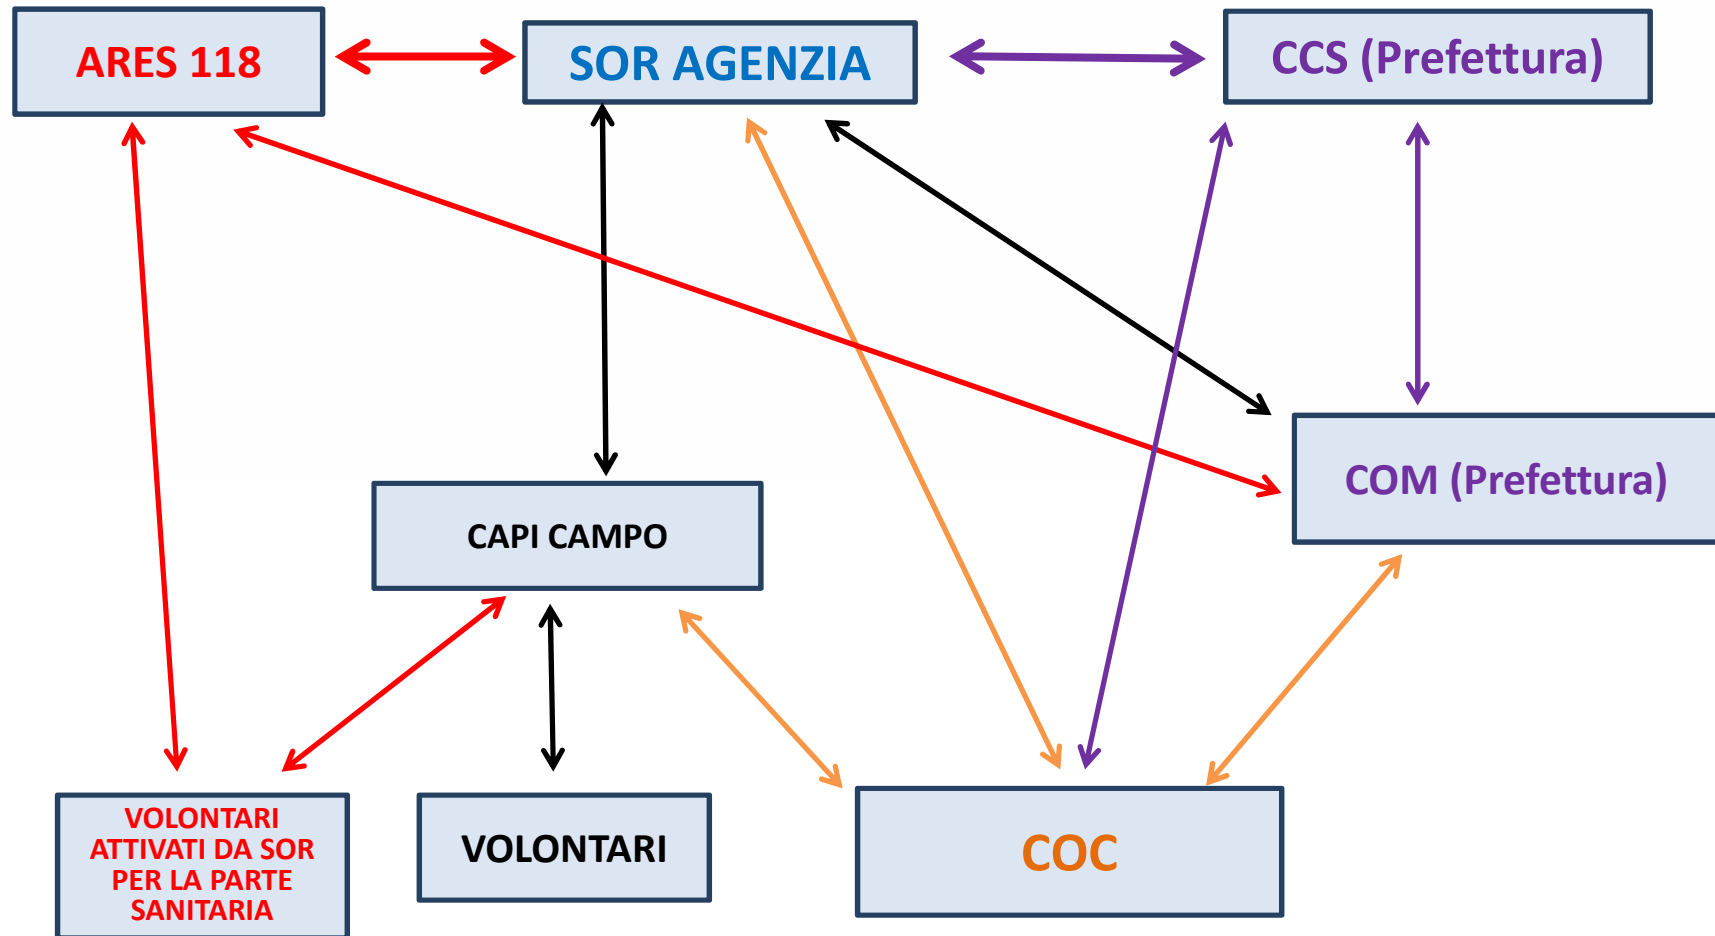 ARES 118
SOR AGENZIA
CCS (Prefettura)
COM (Prefettura)
CAPI CAMPO
VOLONTARI
ATTIVATI DA SOR
PER LA PARTE
SANITARIA
VOLONTARI
COC